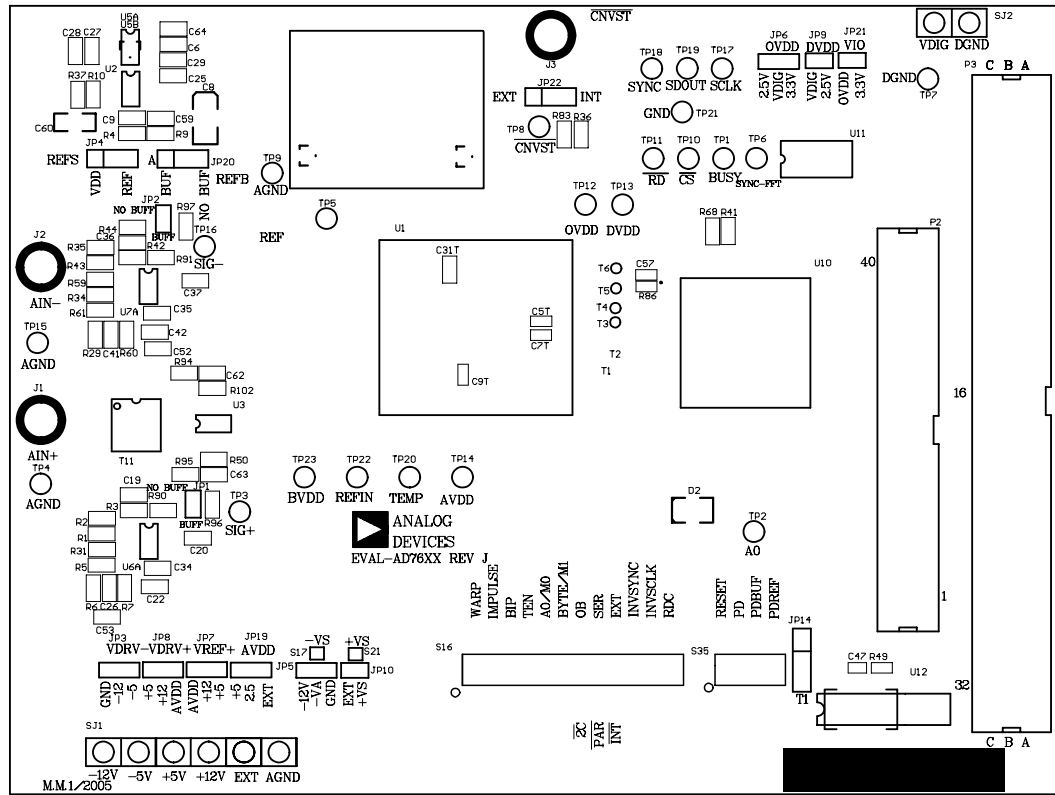 U5A
U5B
C28
C27
C64
C6
C29
C25
U2
R37
R10
C8
C60
C9
C59
R4
R9
JP4
REFS
VDD
REF
A
JP20
BUF
NO BUF
REFB
CNVST
J3
JP22
EXT
INT
TP8
CNVST
R83
R36
TP18
TP19
TP17
SYNC
SDOUT
SCLK
GND
TP21
JP6
OVDD
JP9
DVDD
JP21
VIO
2.5V
VDIG
3.3V
VDIG
2.5V
OVDD
3.3V
SJ2
VDIG
DGND
DGND
TP7
P3
C B A
TP11
TP10
TP1
TP6
RD
CS
BUSY
SYNC-FFT
U11
TP9
AGND
TP5
REF
TP12
TP13
OVDD
DVDD
R68
R41
P2
40
JP2
NO BUFF
BUFF
R97
TP16
SIG-
R44
C36
R42
R91
J2
R35
R43
R59
R34
R61
AIN-
C37
U7A
C35
C42
C52
R29
C41
R60
TP15
AGND
U1
C31T
C5T
C7T
C9T
T6
T5
T4
T3
T2
T1
C57
R86
U10
16
R94
C62
R102
U3
J1
AIN+
TP4
AGND
T11
R50
R95
C63
C19
NO BUFF
JP1
R90
R3
BUFF
R96
TP3
SIG+
R2
R1
R31
R5
C20
U6A
C34
C22
R6
C26
R7
C53
TP23
TP22
TP20
TP14
BVDD
REFIN
TEMP
AVDD
ANALOG
DEVICES
EVAL-AD76XX REV J
D2
TP2
A0
WARP
IMPULSE
BIP
TEN
A0/M0
BYTE/M1
OB
SER
EXT
INVSYNC
INVSCLK
RDC
RESET
PD
PDBUF
PDREF
1
JP3
JP8
JP7
JP19
VDRV-
VDRV+
VREF+
AVDD
GND
-12
-5
+5
+12
AVDD
AVDD
+12
+5
+5
2.5
EXT
-VS
+VS
S17
S21
JP5
JP10
-12V
-VA
GND
EXT
+VS
S16
S35
JP14
T1
C47
R49
U12
32
I2C
PAR
INT
SJ1
-12V
-5V
+5V
+12V
EXT
AGND
M.M.1/2005
C B A